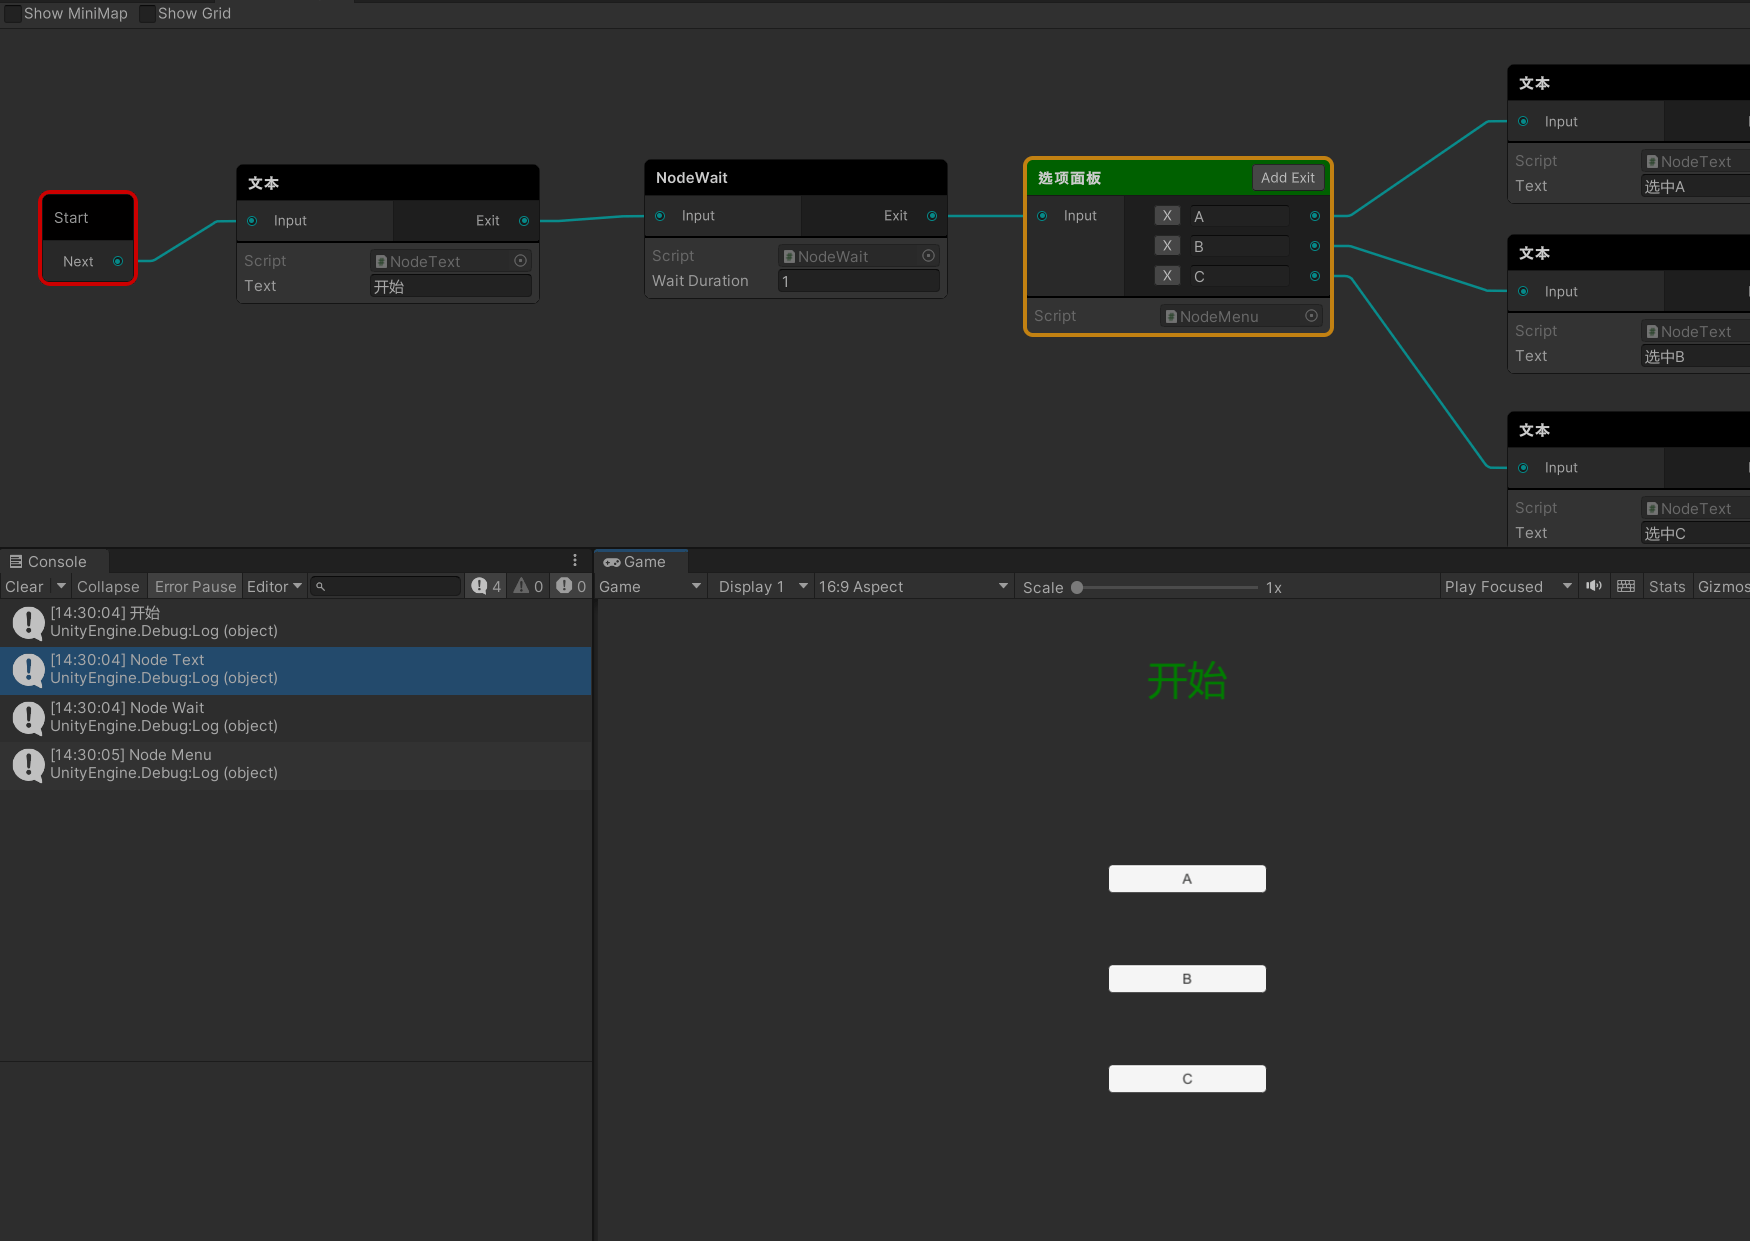 Show MiniMap Show Grid
Start
Next
文本
Input Exit
Script NodeText
Text 开始
NodeWait
Input Exit
Script NodeWait
Wait Duration 1
选项面板 Add Exit
Input X A
X B
X C
Script NodeMenu
文本
Input
Script NodeText
Text 选中A
文本
Input
Script NodeText
Text 选中B
文本
Input
Script NodeText
Text 选中C
Console
Clear Collapse Error Pause Editor 4 0 0
[14:30:04] 开始
UnityEngine.Debug:Log (object)
[14:30:04] Node Text
UnityEngine.Debug:Log (object)
[14:30:04] Node Wait
UnityEngine.Debug:Log (object)
[14:30:05] Node Menu
UnityEngine.Debug:Log (object)
Game
Game Display 1 16:9 Aspect Scale 1x Play Focused Stats Gizmos
开始
A
B
C